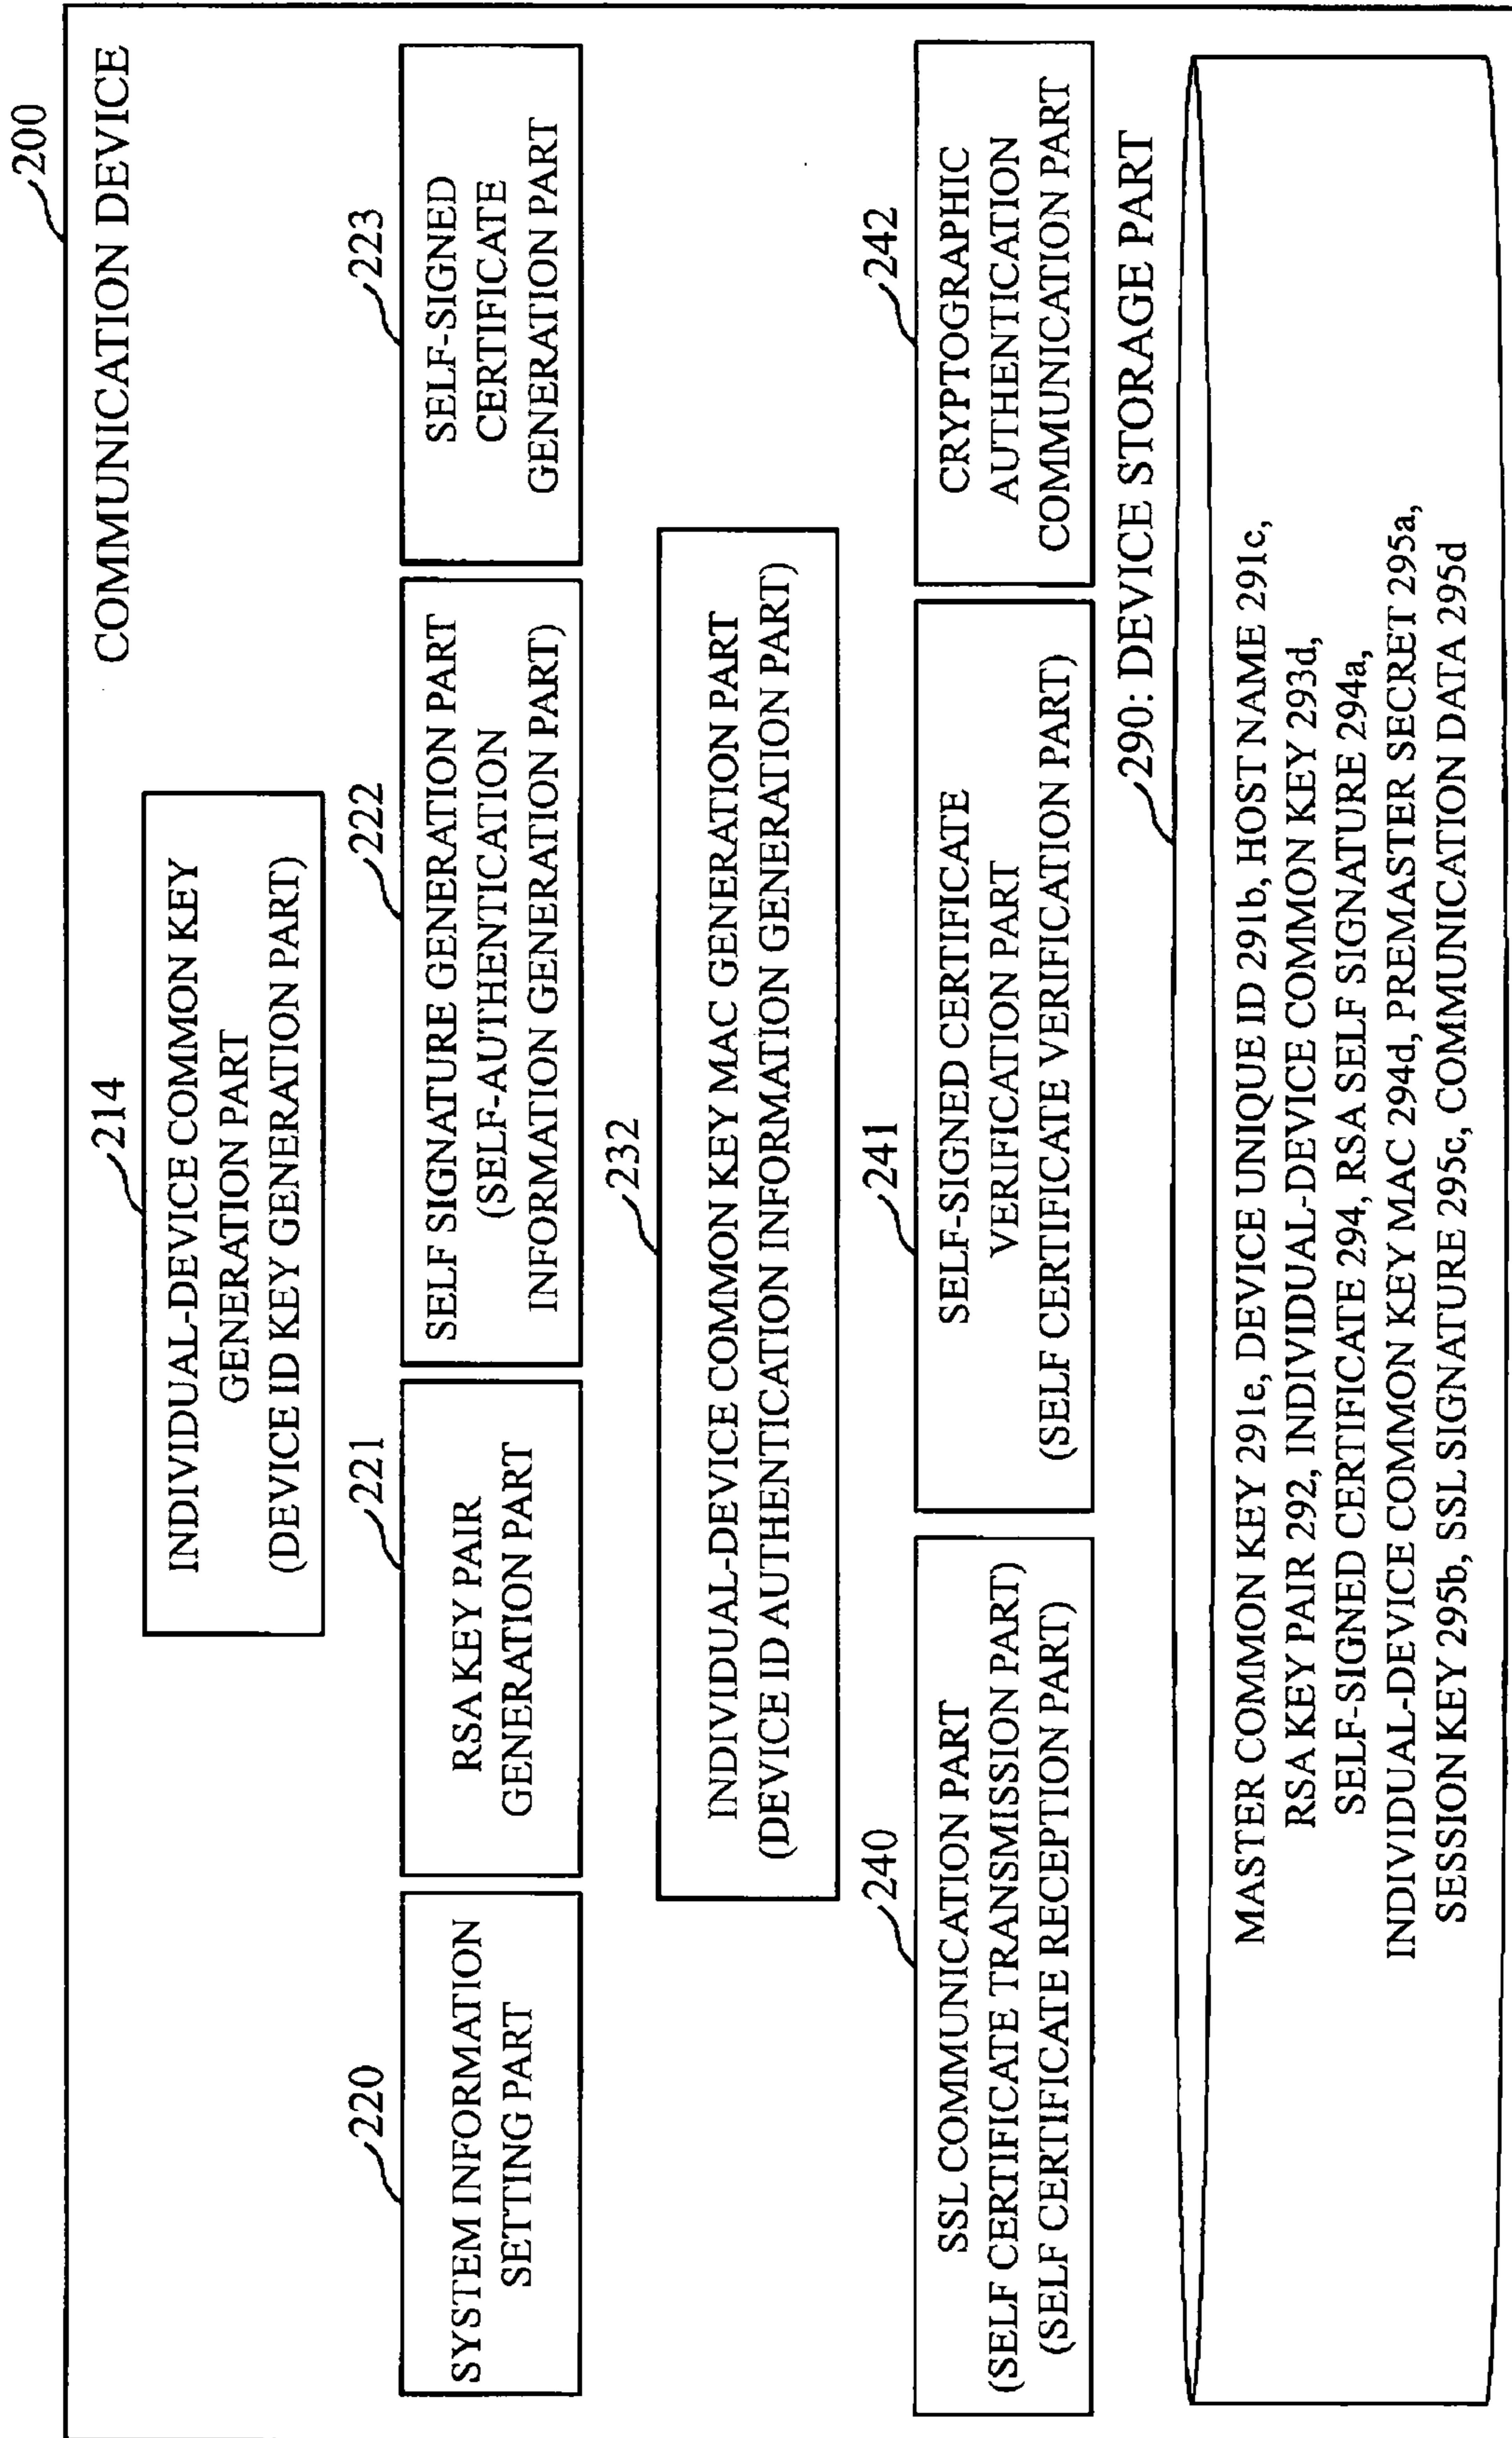 200
COMMUNICATION DEVICE
214
INDIVIDUAL-DEVICE COMMON KEY
GENERATION PART
(DEVICE ID KEY GENERATION PART)
220
SYSTEM INFORMATION
SETTING PART
221
RSA KEY PAIR
GENERATION PART
222
SELF SIGNATURE GENERATION PART
(SELF-AUTHENTICATION
INFORMATION GENERATION PART)
223
SELF-SIGNED
CERTIFICATE
GENERATION PART
232
INDIVIDUAL-DEVICE COMMON KEY MAC GENERATION PART
(DEVICE ID AUTHENTICATION INFORMATION GENERATION PART)
240
SSL COMMUNICATION PART
(SELF CERTIFICATE TRANSMISSION PART)
(SELF CERTIFICATE RECEPTION PART)
241
SELF-SIGNED CERTIFICATE
VERIFICATION PART
(SELF CERTIFICATE VERIFICATION PART)
242
CRYPTOGRAPHIC
AUTHENTICATION
COMMUNICATION PART
290: DEVICE STORAGE PART
MASTER COMMON KEY 291e, DEVICE UNIQUE ID 291b, HOST NAME 291c,
RSA KEY PAIR 292, INDIVIDUAL-DEVICE COMMON KEY 293d,
SELF-SIGNED CERTIFICATE 294, RSA SELF SIGNATURE 294a,
INDIVIDUAL-DEVICE COMMON KEY MAC 294d, PREMASTER SECRET 295a,
SESSION KEY 295b, SSL SIGNATURE 295c, COMMUNICATION DATA 295d